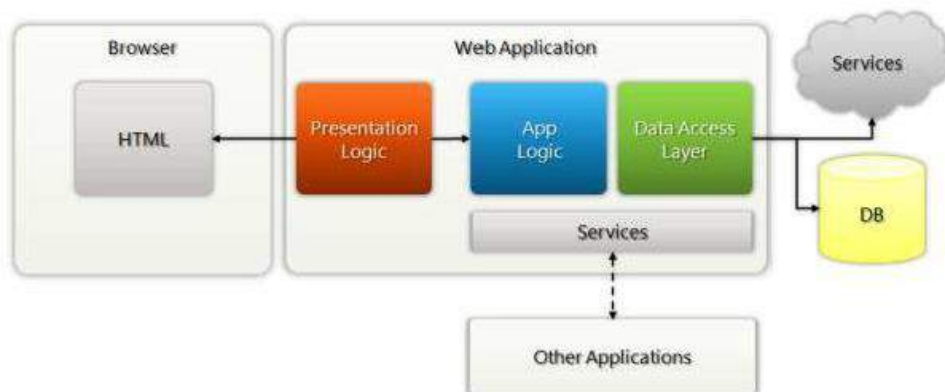 Browser
Web Application
Services
HTML
Presentation
Logic
App
Logic
Data Access
Layer
DB
Services
Other Applications